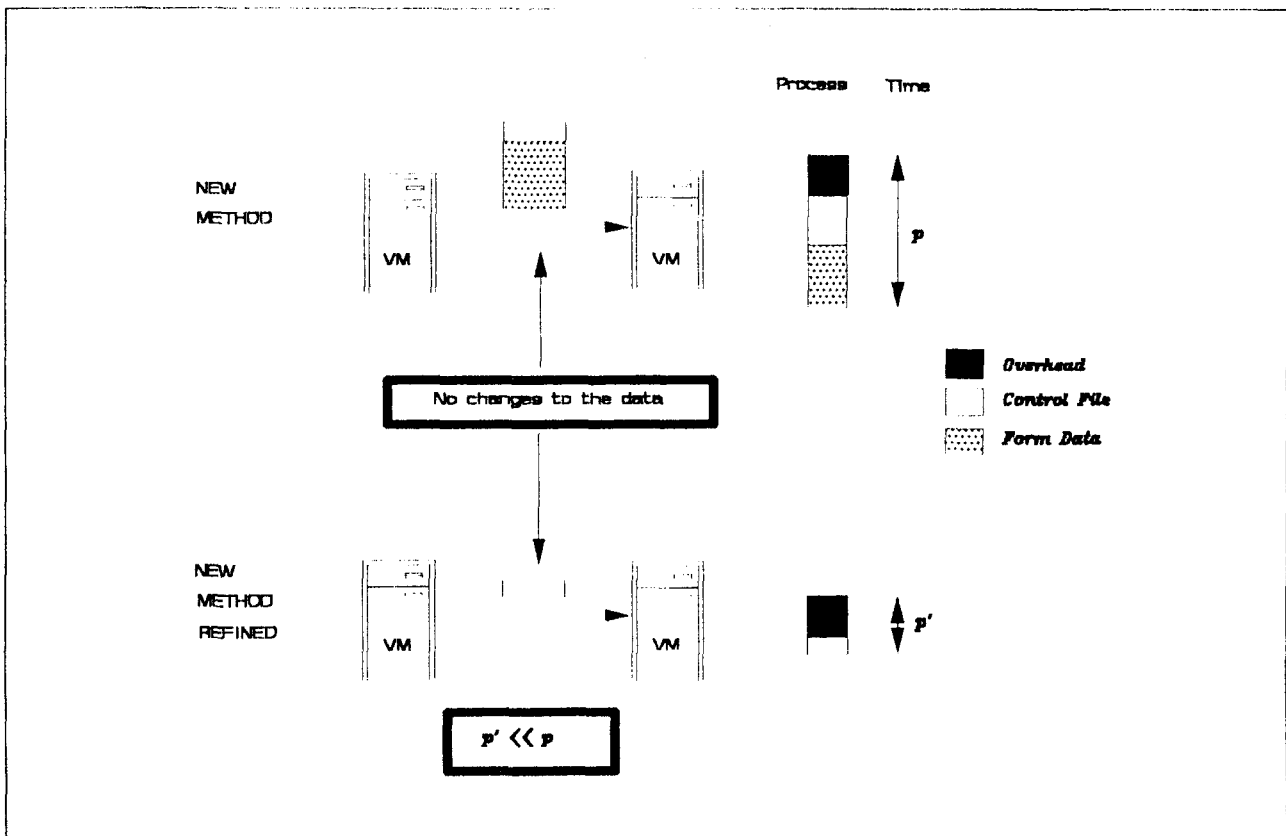 Process Time
NEW
METHOD
VM
VM
p
No changes to the data
Overhead
Control File
Form Data
NEW
METHOD
REFINED
VM
VM
p'
p' << p